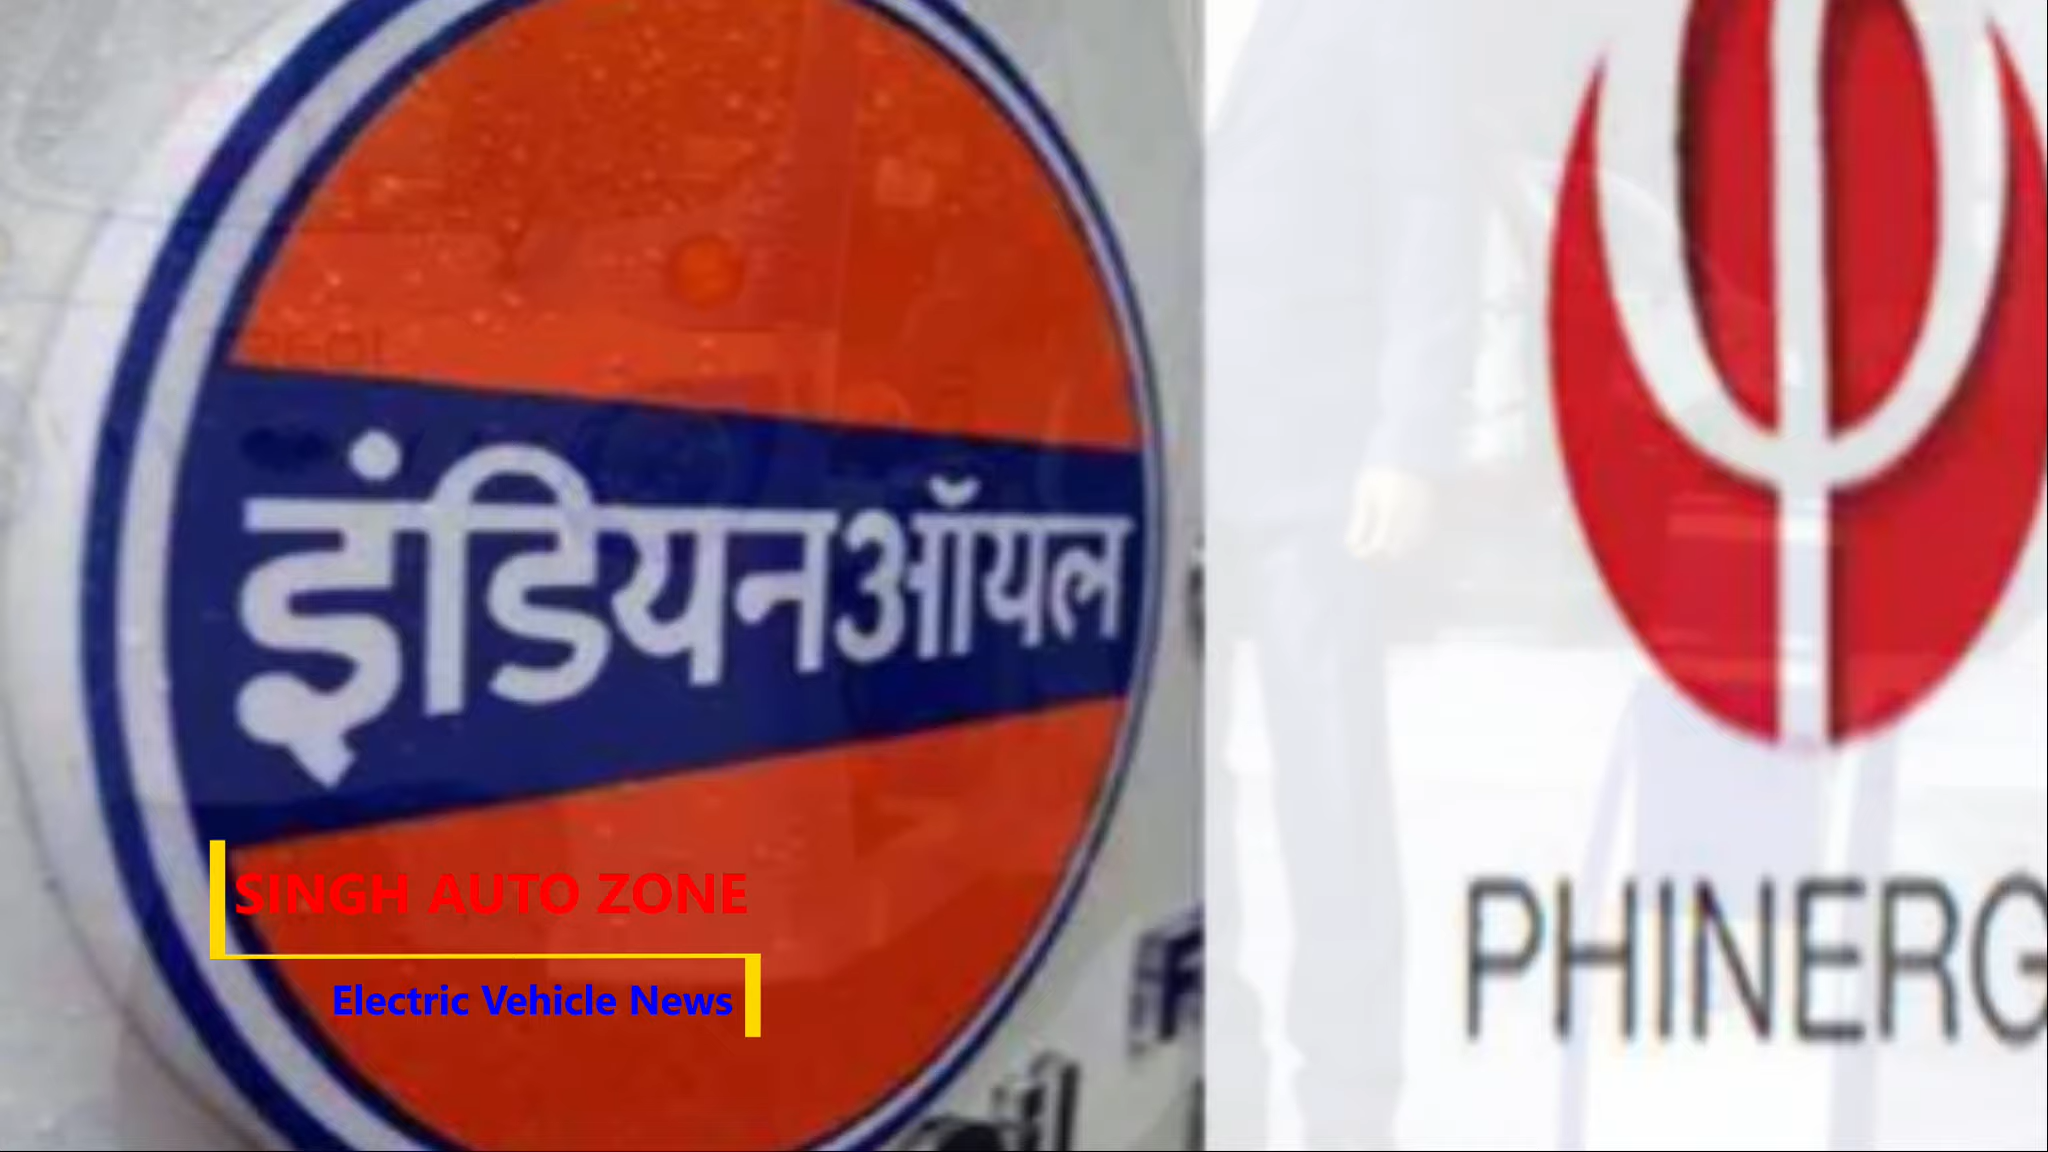 इंडियनऑयल
PHINERG
SINGH AUTO ZONE
Electric Vehicle News